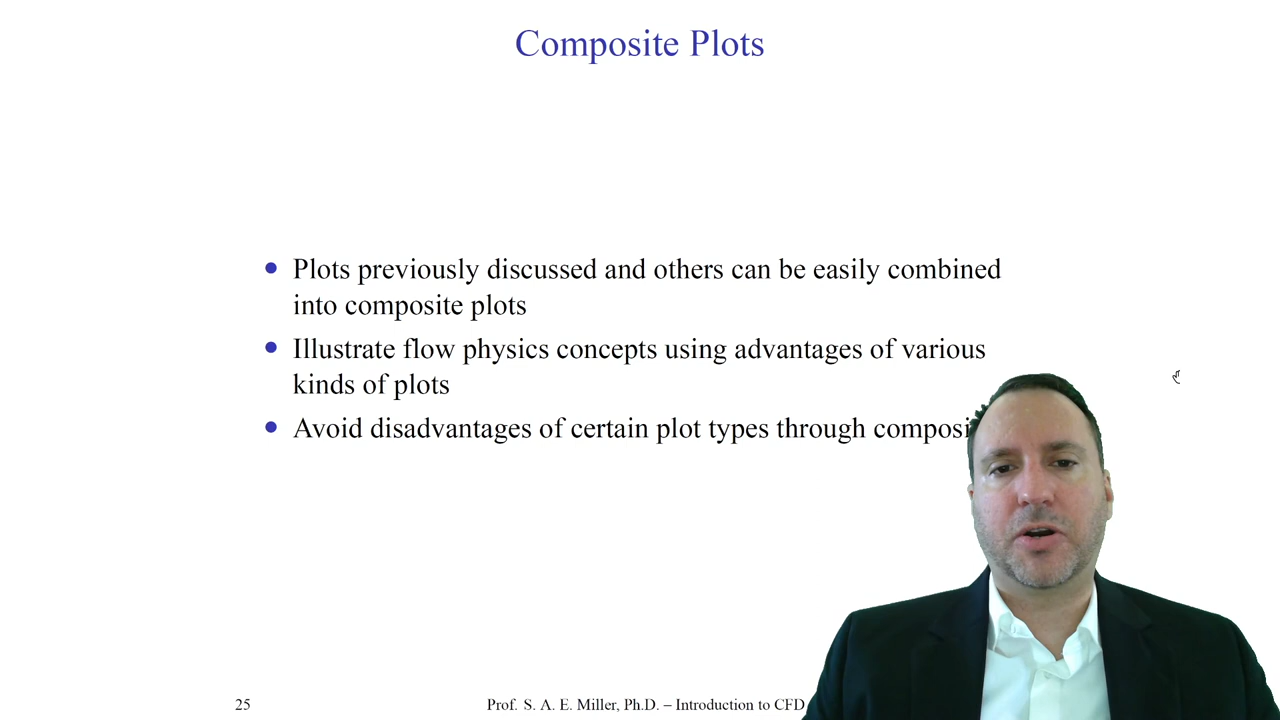 Composite Plots
• Plots previously discussed and others can be easily combined
into composite plots
• Illustrate flow physics concepts using advantages of various
kinds of plots
• Avoid disadvantages of certain plot types through
25
Prof. S. A. E. Miller, Ph.D. – Introduction to CFD